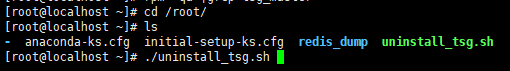 [root@localhost ~]# cd /root/
[root@localhost ~]# ls
- anaconda-ks.cfg initial-setup-ks.cfg redis_dump uninstall_tsg.sh
[root@localhost ~]# ./uninstall_tsg.sh